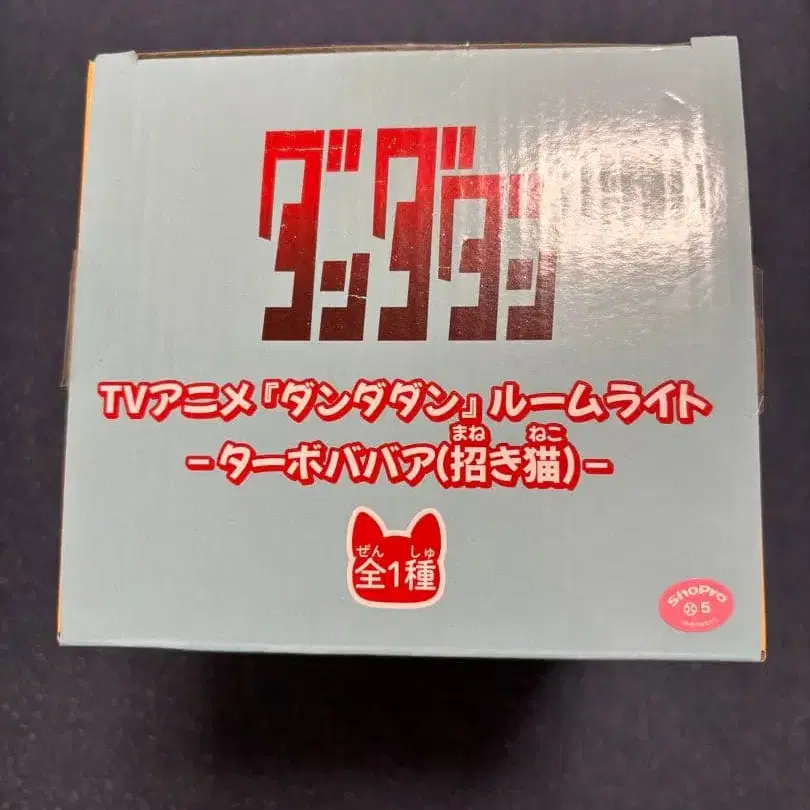 ダンダダン
TVアニメ『ダンダダン』ルームライト
まね ねこ
-ターボババア(招き猫)-
ぜん しゅ
全1種
ShoPro
5